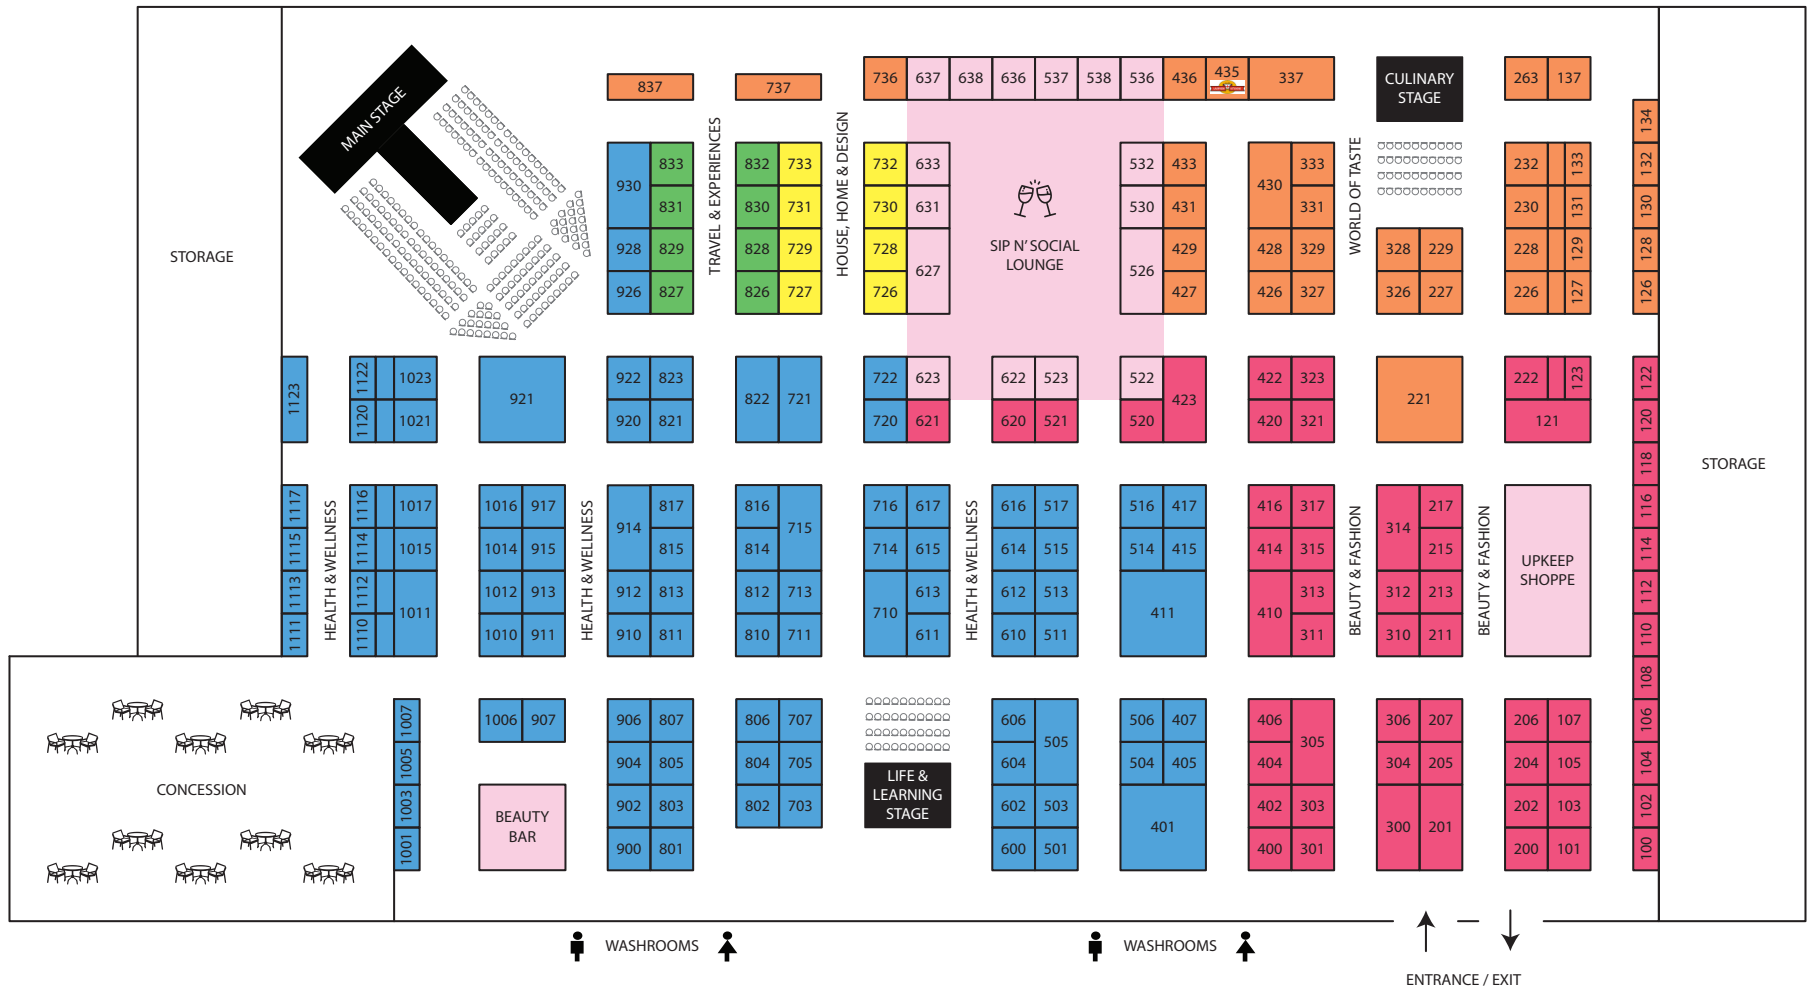 736 637 638 636 537 538 536 436 435 337
CULINARY
STAGE
263 137
837
737
134
MAIN STAGE
TRAVEL & EXPERIENCES
HOUSE, HOME & DESIGN
WORLD OF TASTE
930 833 832 733 732 633 532 433 430 333 232 133 132
831 830 731 730 631 530 431 331 230 131 130
928 829 828 729 728 627 526 429 428 329 328 229 228 129 128
SIP N' SOCIAL
LOUNGE
926 827 826 727 726 427 426 327 326 227 226 127 126
STORAGE
1123 1122 1023 921 922 823 822 721 722 623 622 523 522 423 422 323 221 222 123 122
1120 1021 920 821 720 621 620 521 520 420 321 121 120
118
STORAGE
HEALTH & WELLNESS
HEALTH & WELLNESS
HEALTH & WELLNESS
BEAUTY & FASHION
BEAUTY & FASHION
1117 1116 1017 1016 917 914 817 816 715 716 617 616 517 516 417 416 317 314 217 116
1115 1114 1015 1014 915 815 814 714 615 614 515 514 415 414 315 215 114
UPKEEP
SHOPPE
1113 1112 1011 1012 913 912 813 812 713 710 613 612 513 411 410 313 312 213 112
1111 1110 1010 911 910 811 810 711 611 610 511 311 310 211 110
108
1007 1006 907 906 807 806 707 606 505 506 407 406 305 306 207 206 107 106
1005 904 805 804 705 604 504 405 404 304 205 204 105 104
CONCESSION
LIFE &
LEARNING
STAGE
1003 902 803 802 703 602 503 401 402 303 300 201 202 103 102
BEAUTY
BAR
1001 900 801 600 501 400 301 200 101 100
WASHROOMS
WASHROOMS
ENTRANCE / EXIT